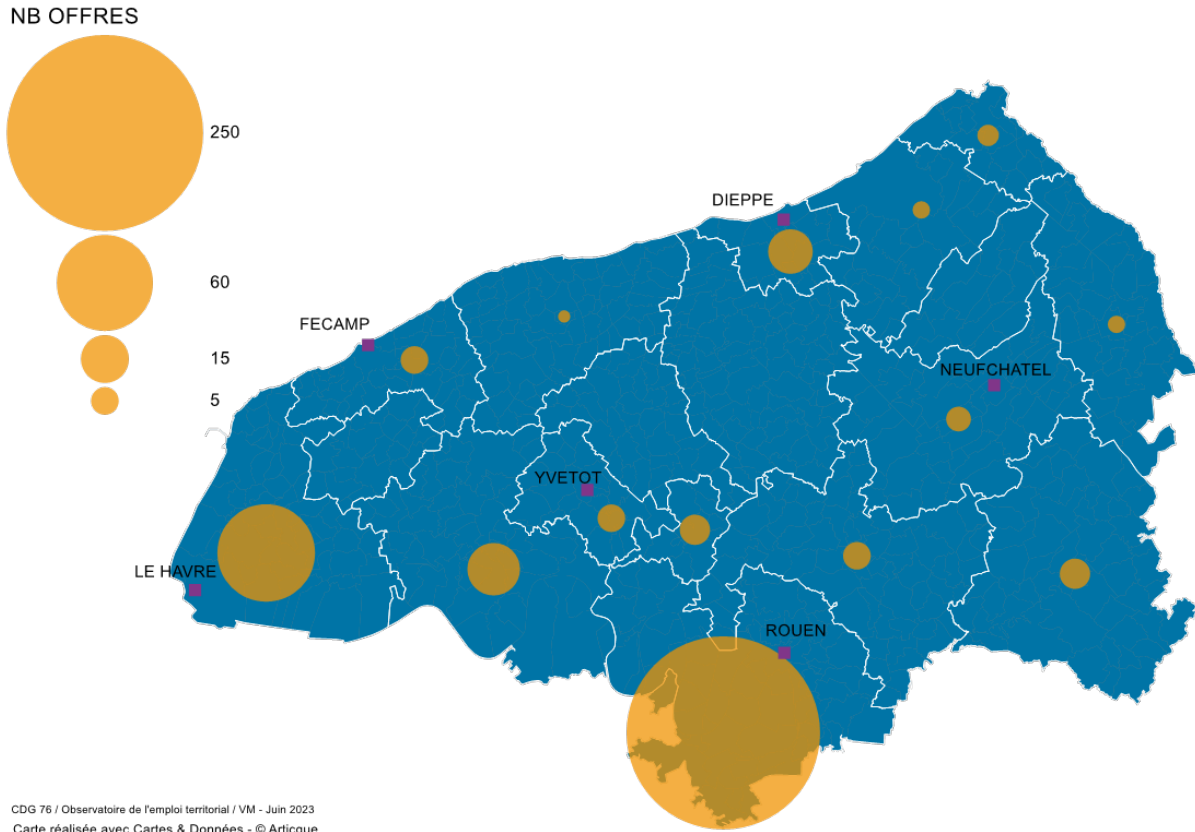 NB OFFRES
250
60
15
5
DIEPPE
FECAMP
NEUFCHATEL
YVETOT
LE HAVRE
ROUEN
CDG 76 / Observatoire de l'emploi territorial / VM - Juin 2023
Carte réalisée avec Cartes & Données - © Articque